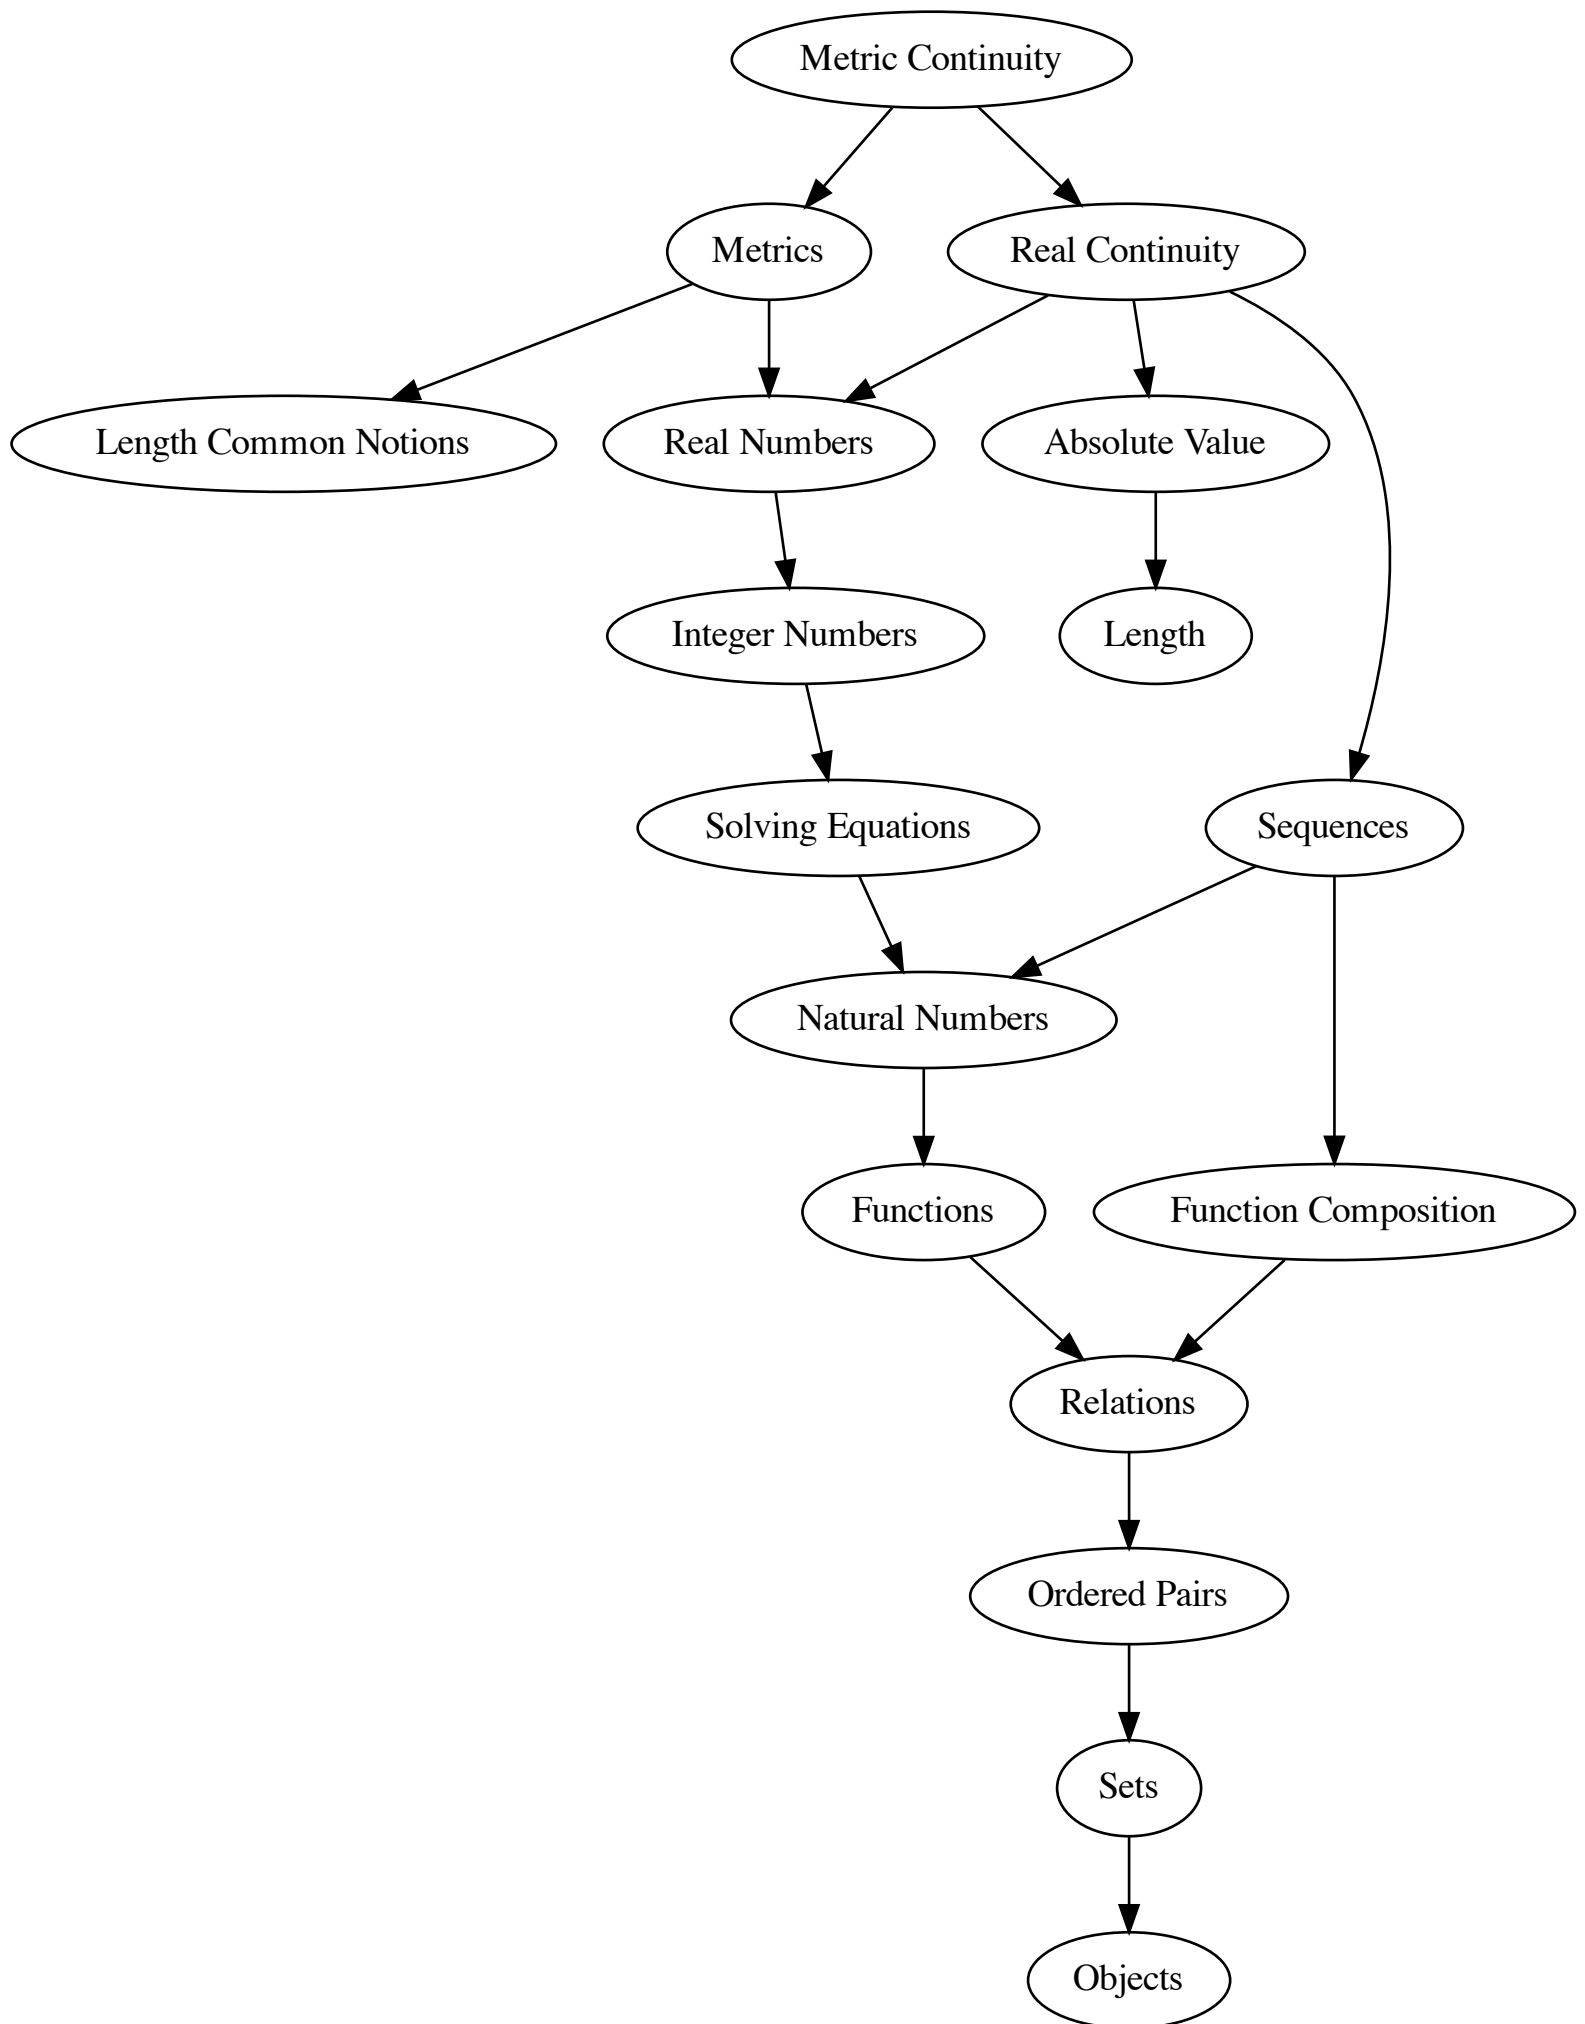 Metric Continuity
Metrics
Real Continuity
Length Common Notions
Real Numbers
Absolute Value
Integer Numbers
Length
Solving Equations
Sequences
Natural Numbers
Functions
Function Composition
Relations
Ordered Pairs
Sets
Objects